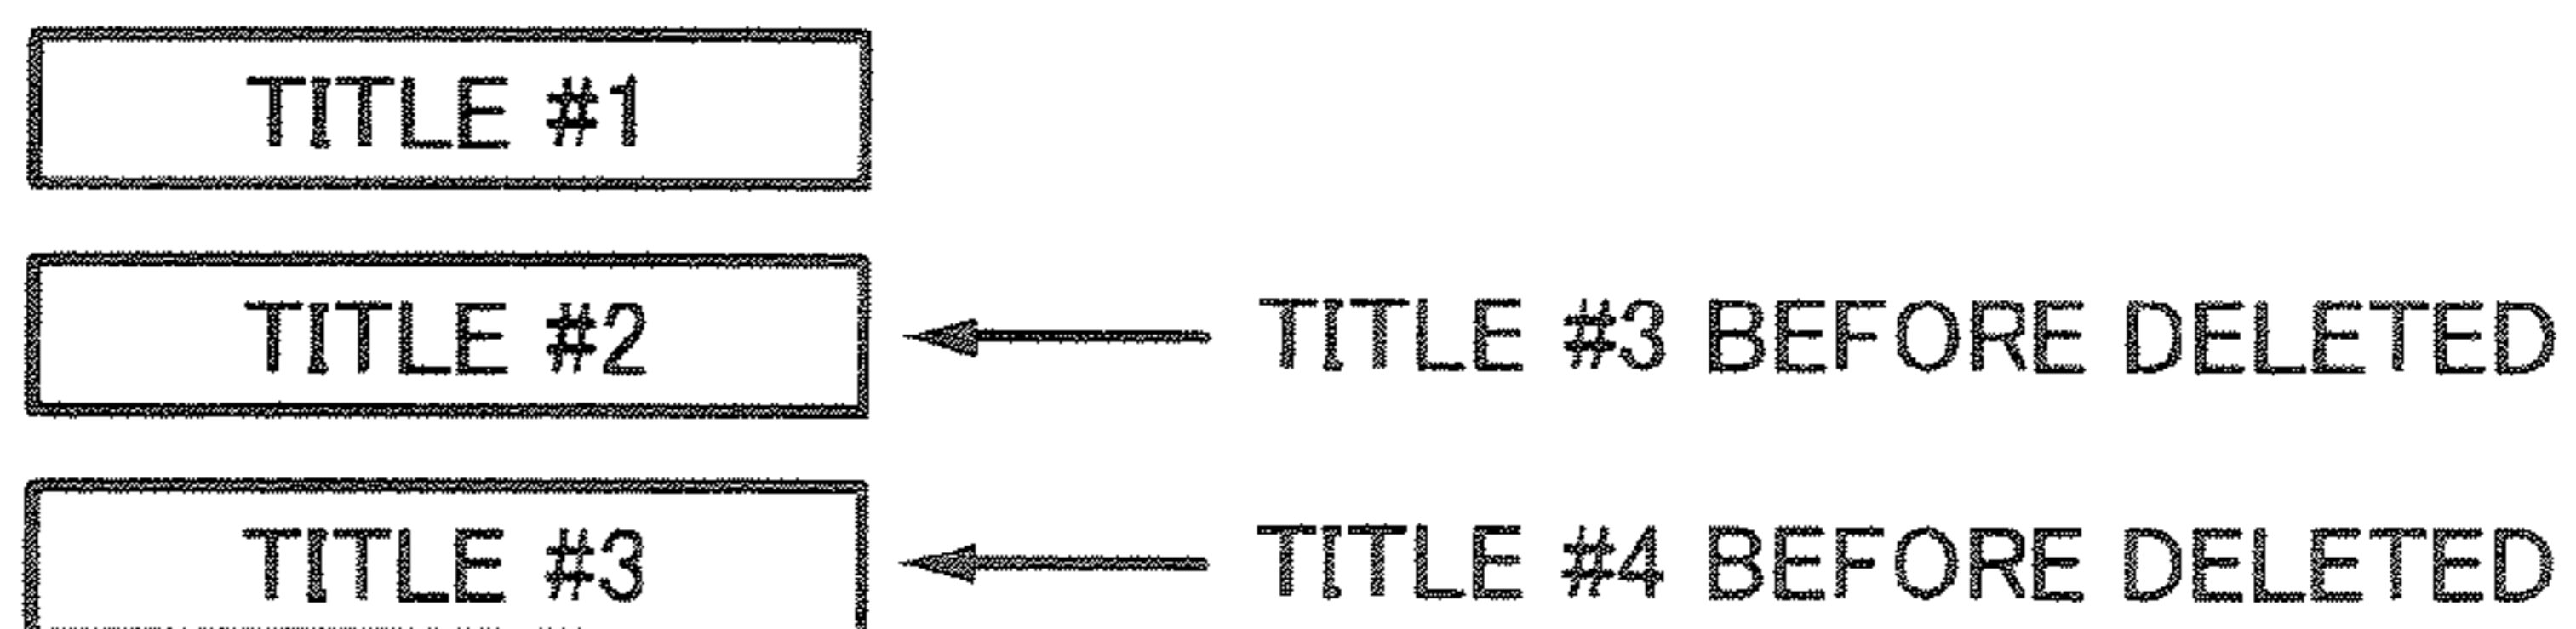 TITLE #1
TITLE #2 TITLE #3 BEFORE DELETED
TITLE #3 TITLE #4 BEFORE DELETED